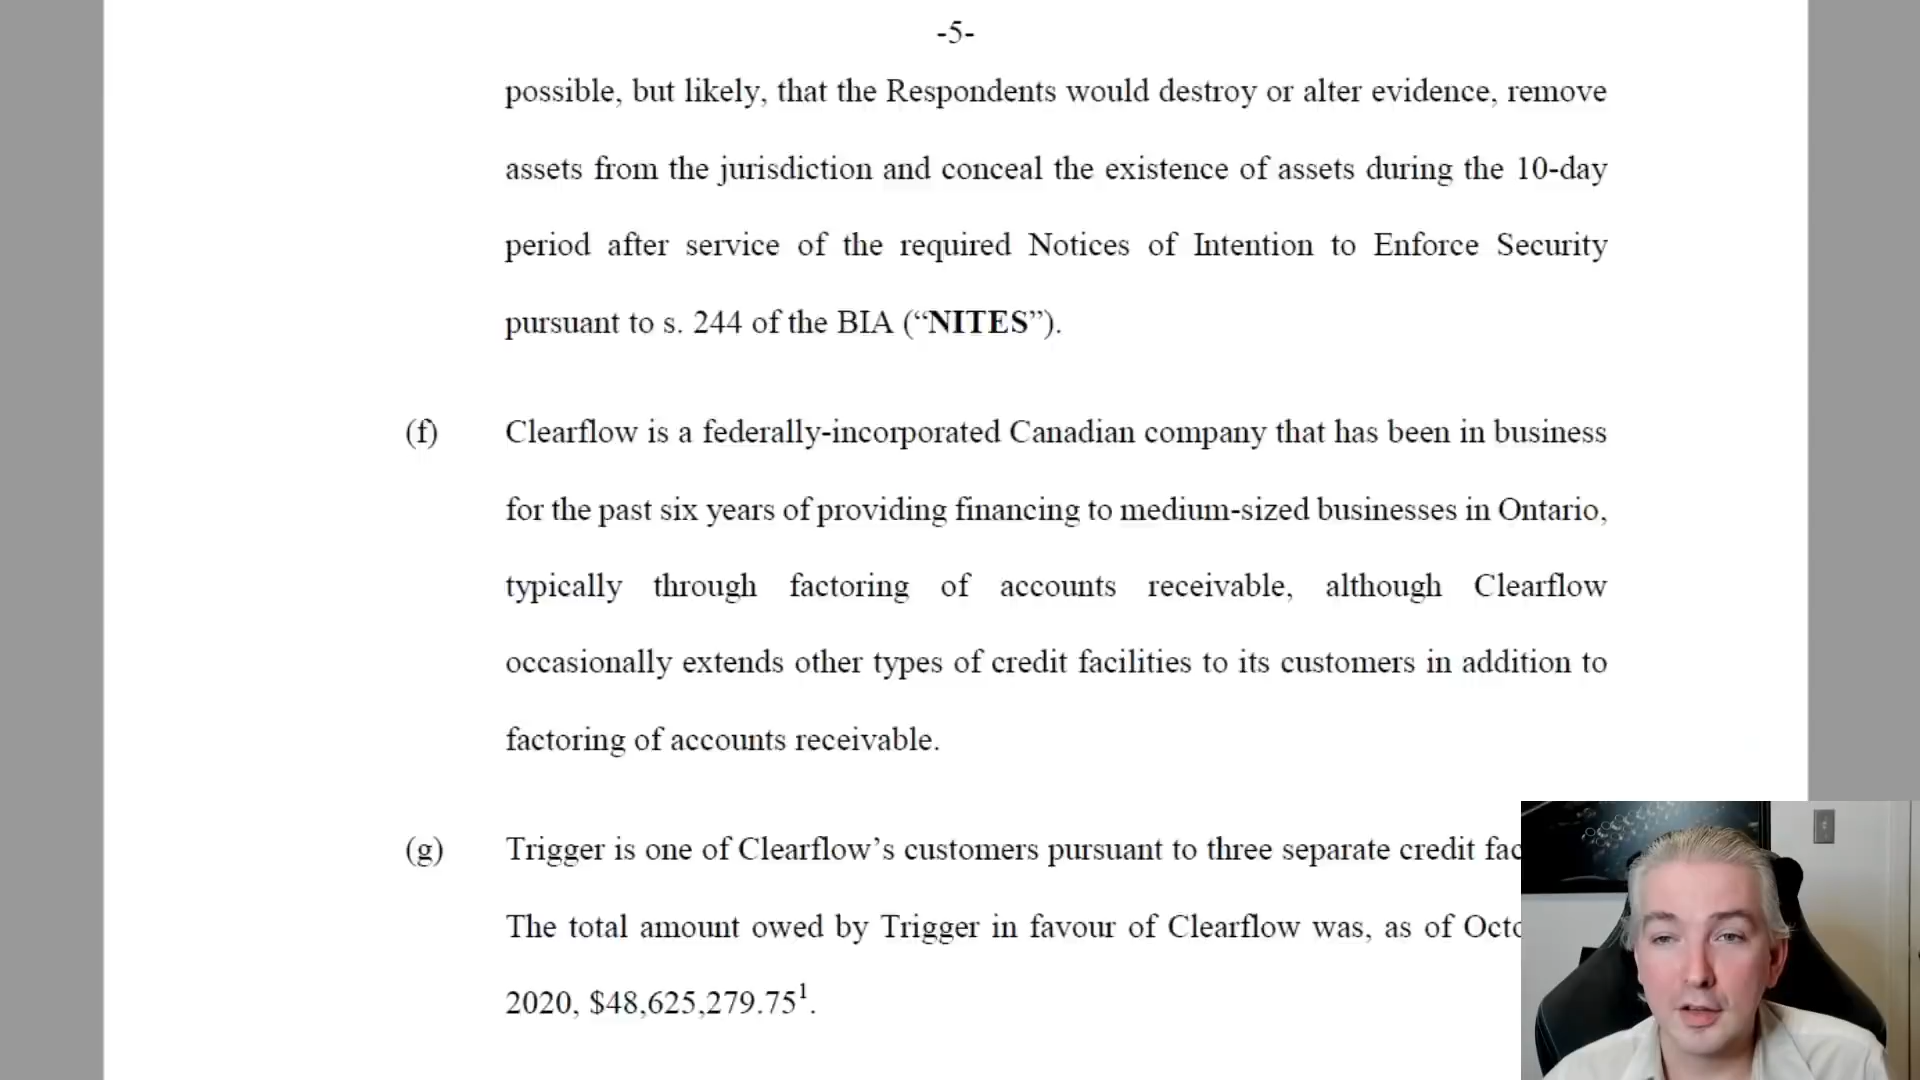 -5-
possible, but likely, that the Respondents would destroy or alter evidence, remove
assets from the jurisdiction and conceal the existence of assets during the 10-day
period after service of the required Notices of Intention to Enforce Security
pursuant to s. 244 of the BIA (“NITES”).
(f) Clearflow is a federally-incorporated Canadian company that has been in business
for the past six years of providing financing to medium-sized businesses in Ontario,
typically through factoring of accounts receivable, although Clearflow
occasionally extends other types of credit facilities to its customers in addition to
factoring of accounts receivable.
(g) Trigger is one of Clearflow’s customers pursuant to three separate credit
The total amount owed by Trigger in favour of Clearflow was, as of
2020, $48,625,279.75¹.